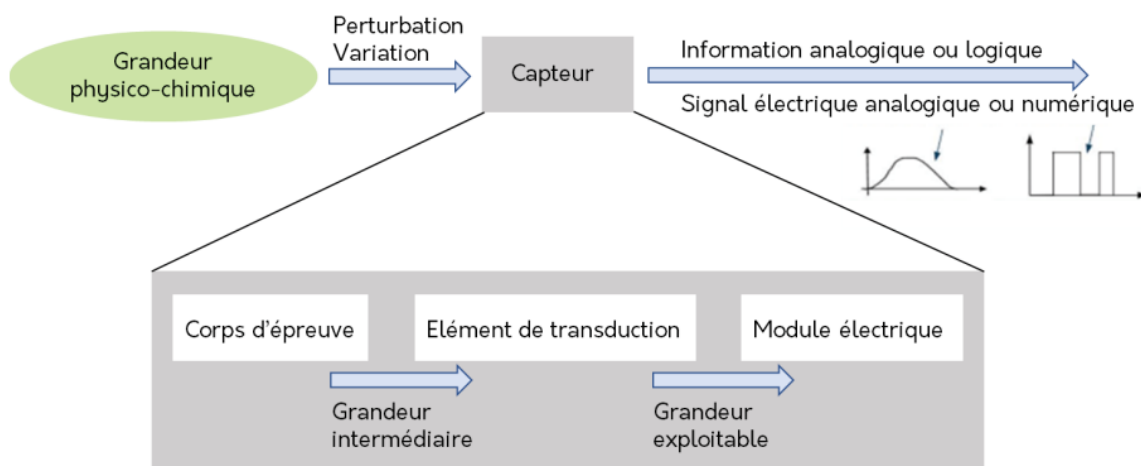 Grandeur
physico-chimique
Perturbation
Variation
Capteur
Information analogique ou logique
Signal électrique analogique ou numérique
Corps d'épreuve
Elément de transduction
Module électrique
Grandeur
intermédiaire
Grandeur
exploitable